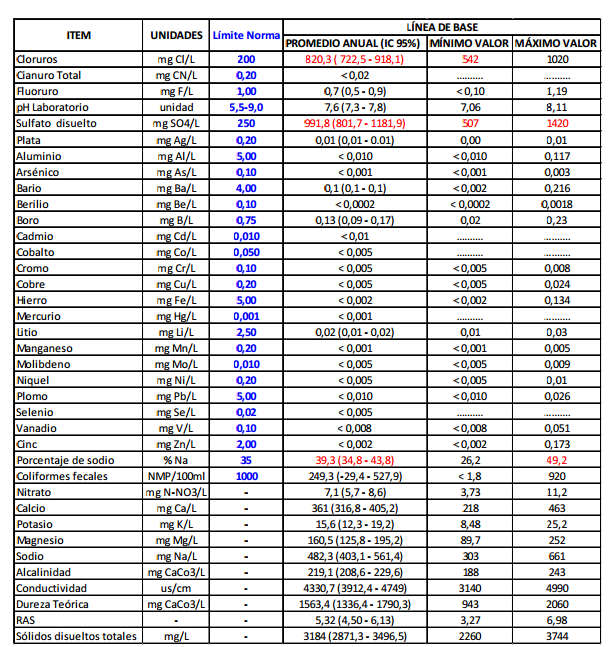 ITEM UNIDADES Límite Norma LÍNEA DE BASE
PROMEDIO ANUAL (IC 95%) MÍNIMO VALOR MÁXIMO VALOR
Cloruros mg Cl/L 200 820,3 ( 722,5 - 918,1) 542 1020
Cianuro Total mg CN/L 0,20 < 0,02 .......... ..........
Fluoruro mg F/L 1,00 0,7 (0,5 - 0,9) < 0,10 1,19
pH Laboratorio unidad 5,5-9,0 7,6 (7,3 - 7,8) 7,06 8,11
Sulfato disuelto mg SO4/L 250 991,8 (801,7 - 1181,9) 507 1420
Plata mg Ag/L 0,20 0,01 (0,01 - 0.01) 0,00 0,01
Aluminio mg Al/L 5,00 < 0,010 < 0,010 0,117
Arsénico mg As/L 0,10 < 0,001 < 0,001 0,003
Bario mg Ba/L 4,00 0,1 (0,1 - 0,1) < 0,002 0,216
Berilio mg Be/L 0,10 < 0,0002 < 0,0002 0,0018
Boro mg B/L 0,75 0,13 (0,09 - 0,17) 0,02 0,23
Cadmio mg Cd/L 0,010 < 0,01 .......... ..........
Cobalto mg Co/L 0,050 < 0,005 .......... ..........
Cromo mg Cr/L 0,10 < 0,005 < 0,005 0,008
Cobre mg Cu/L 0,20 < 0,005 < 0,005 0,024
Hierro mg Fe/L 5,00 < 0,002 < 0,002 0,134
Mercurio mg Hg/L 0,001 < 0,001 .......... ..........
Litio mg Li/L 2,50 0,02 (0,01 - 0,02) 0,01 0,03
Manganeso mg Mn/L 0,20 < 0,001 < 0,001 0,005
Molibdeno mg Mo/L 0,010 < 0,005 < 0,005 0,009
Niquel mg Ni/L 0,20 < 0,005 < 0,005 0,01
Plomo mg Pb/L 5,00 < 0,010 < 0,010 0,026
Selenio mg Se/L 0,02 < 0,005 .......... ..........
Vanadio mg V/L 0,10 < 0,008 < 0,008 0,051
Cinc mg Zn/L 2,00 < 0,002 < 0,002 0,173
Porcentaje de sodio % Na 35 39,3 (34,8 - 43,8) 26,2 49,2
Coliformes fecales NMP/100ml 1000 249,3 (-29,4 - 527,9) < 1,8 920
Nitrato mg N-NO3/L - 7,1 (5,7 - 8,6) 3,73 11,2
Calcio mg Ca/L - 361 (316,8 - 405,2) 218 463
Potasio mg K/L - 15,6 (12,3 - 19,2) 8,48 25,2
Magnesio mg Mg/L - 160,5 (125,8 - 195,2) 89,7 252
Sodio mg Na/L - 482,3 (403,1 - 561,4) 303 661
Alcalinidad mg CaCo3/L - 219,1 (208,6 - 229,6) 188 243
Conductividad us/cm - 4330,7 (3912,4 - 4749) 3140 4990
Dureza Teórica mg CaCo3/L - 1563,4 (1336,4 - 1790,3) 943 2060
RAS - - 5,32 (4,50 - 6,13) 3,27 6,98
Sólidos disueltos totales mg/L - 3184 (2871,3 - 3496,5) 2260 3744